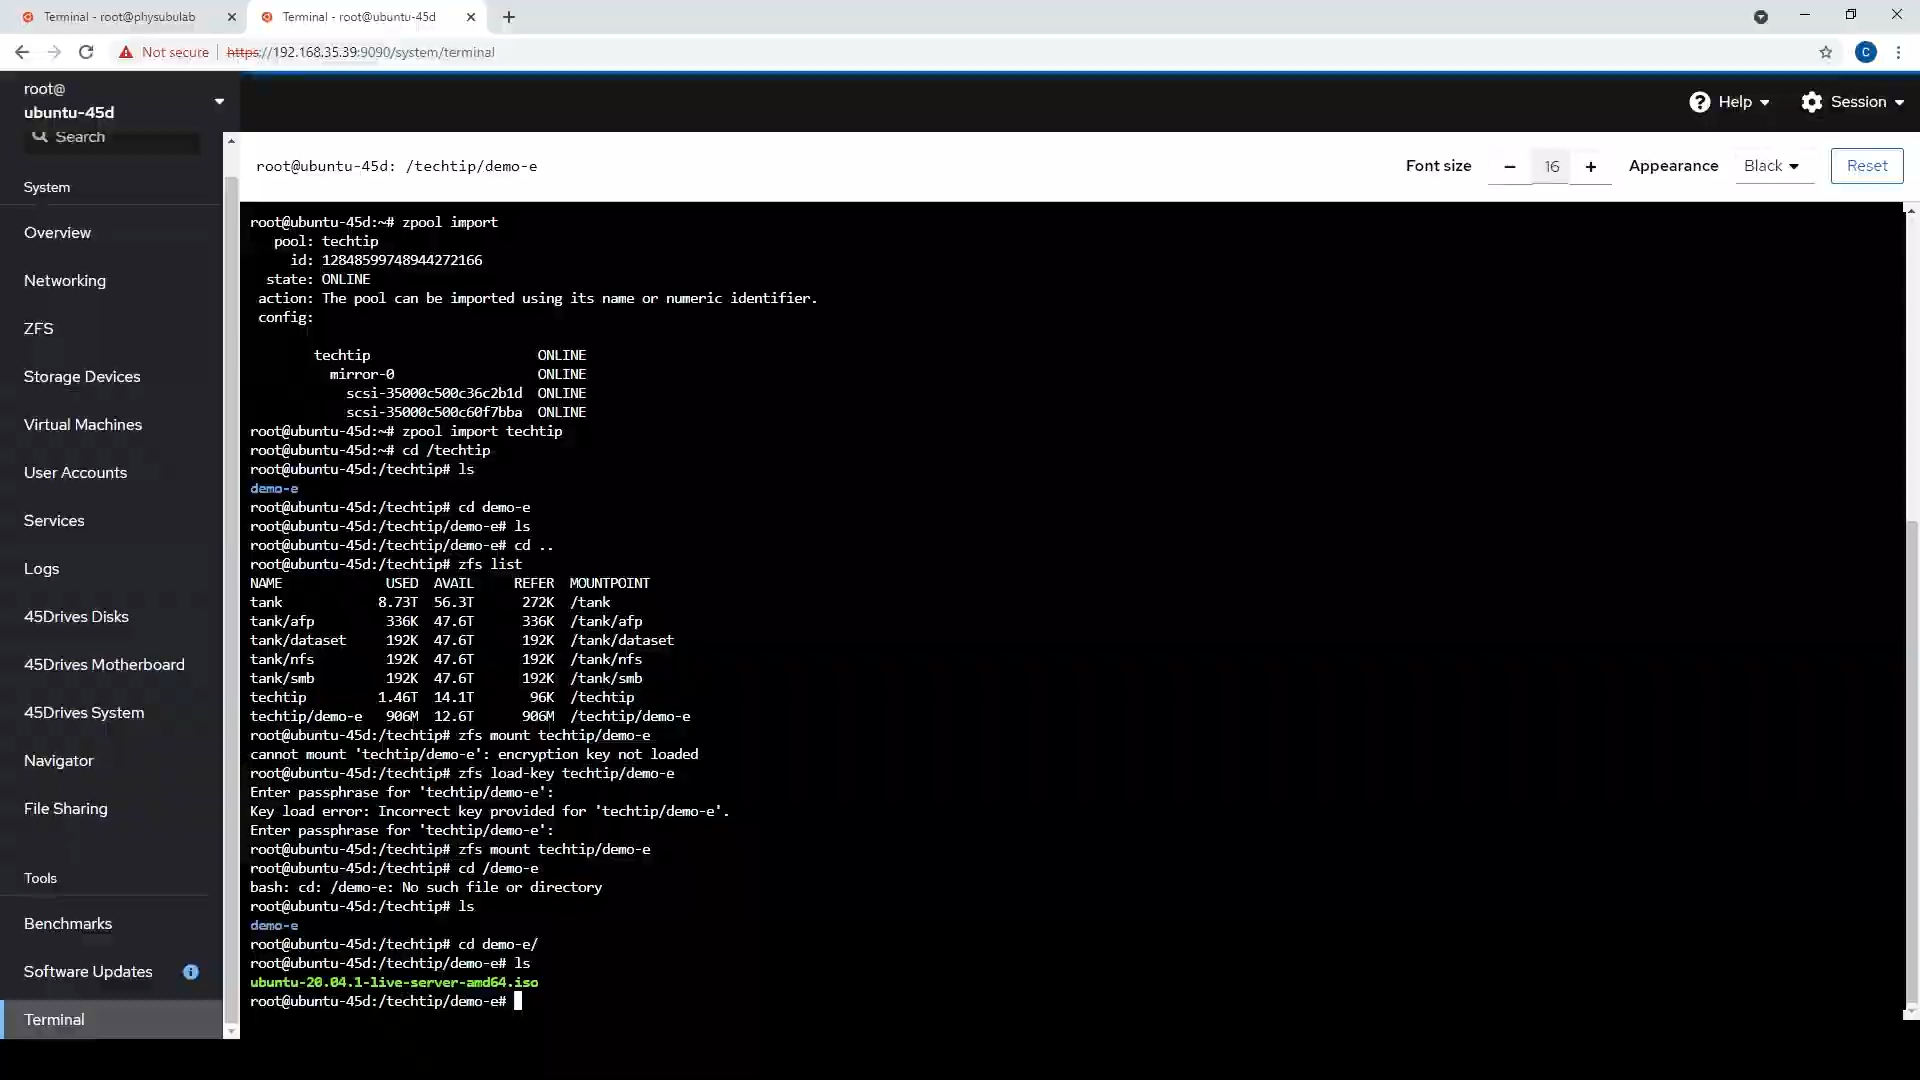 Terminal - root@physubulab
Terminal - root@ubuntu-45d
Not secure
https://192.168.35.39:9090/system/terminal
C
root@
ubuntu-45d
Help
Session
Search
root@ubuntu-45d: /techtip/demo-e
Font size
16
Appearance
Black
Reset
System
Overview
Networking
ZFS
Storage Devices
Virtual Machines
User Accounts
Services
Logs
45Drives Disks
45Drives Motherboard
45Drives System
Navigator
File Sharing
Tools
Benchmarks
Software Updates
Terminal
root@ubuntu-45d:~# zpool import
pool: techtip
id: 12848599748944272166
state: ONLINE
action: The pool can be imported using its name or numeric identifier.
config:
techtip ONLINE
mirror-0 ONLINE
scsi-35000c500c36c2b1d ONLINE
scsi-35000c500c60f7bba ONLINE
root@ubuntu-45d:~# zpool import techtip
root@ubuntu-45d:~# cd /techtip
root@ubuntu-45d:/techtip# ls
demo-e
root@ubuntu-45d:/techtip# cd demo-e
root@ubuntu-45d:/techtip/demo-e# ls
root@ubuntu-45d:/techtip/demo-e# cd ..
root@ubuntu-45d:/techtip# zfs list
NAME USED AVAIL REFER MOUNTPOINT
tank 8.73T 56.3T 272K /tank
tank/afp 336K 47.6T 336K /tank/afp
tank/dataset 192K 47.6T 192K /tank/dataset
tank/nfs 192K 47.6T 192K /tank/nfs
tank/smb 192K 47.6T 192K /tank/smb
techtip 1.46T 14.1T 96K /techtip
techtip/demo-e 906M 12.6T 906M /techtip/demo-e
root@ubuntu-45d:/techtip# zfs mount techtip/demo-e
cannot mount 'techtip/demo-e': encryption key not loaded
root@ubuntu-45d:/techtip# zfs load-key techtip/demo-e
Enter passphrase for 'techtip/demo-e':
Key load error: Incorrect key provided for 'techtip/demo-e'.
Enter passphrase for 'techtip/demo-e':
root@ubuntu-45d:/techtip# zfs mount techtip/demo-e
root@ubuntu-45d:/techtip# cd /demo-e
bash: cd: /demo-e: No such file or directory
root@ubuntu-45d:/techtip# ls
demo-e
root@ubuntu-45d:/techtip# cd demo-e/
root@ubuntu-45d:/techtip/demo-e# ls
ubuntu-20.04.1-live-server-amd64.iso
root@ubuntu-45d:/techtip/demo-e#